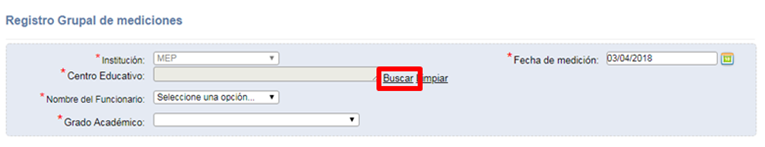 Registro Grupal de mediciones
* Institución: MEP * Fecha de medición: 03/04/2018
* Centro Educativo: Buscar Limpiar
* Nombre del Funcionario: Seleccione una opción...
* Grado Académico: